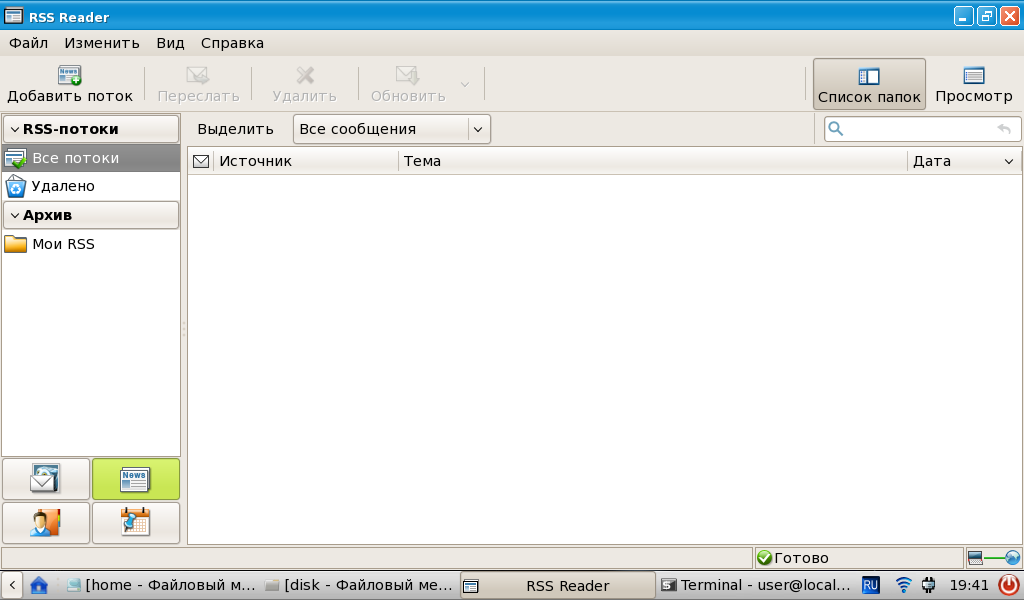 RSS Reader
Файл Изменить Вид Справка
News
Добавить поток Переслать Удалить Обновить Список папок Просмотр
RSS-потоки Выделить Все сообщения
Все потоки Источник Тема Дата
Удалено
Архив
Мои RSS
News
Готово
[home - Файловый м... [disk - Файловый ме... RSS Reader Terminal - user@local... RU 19:41